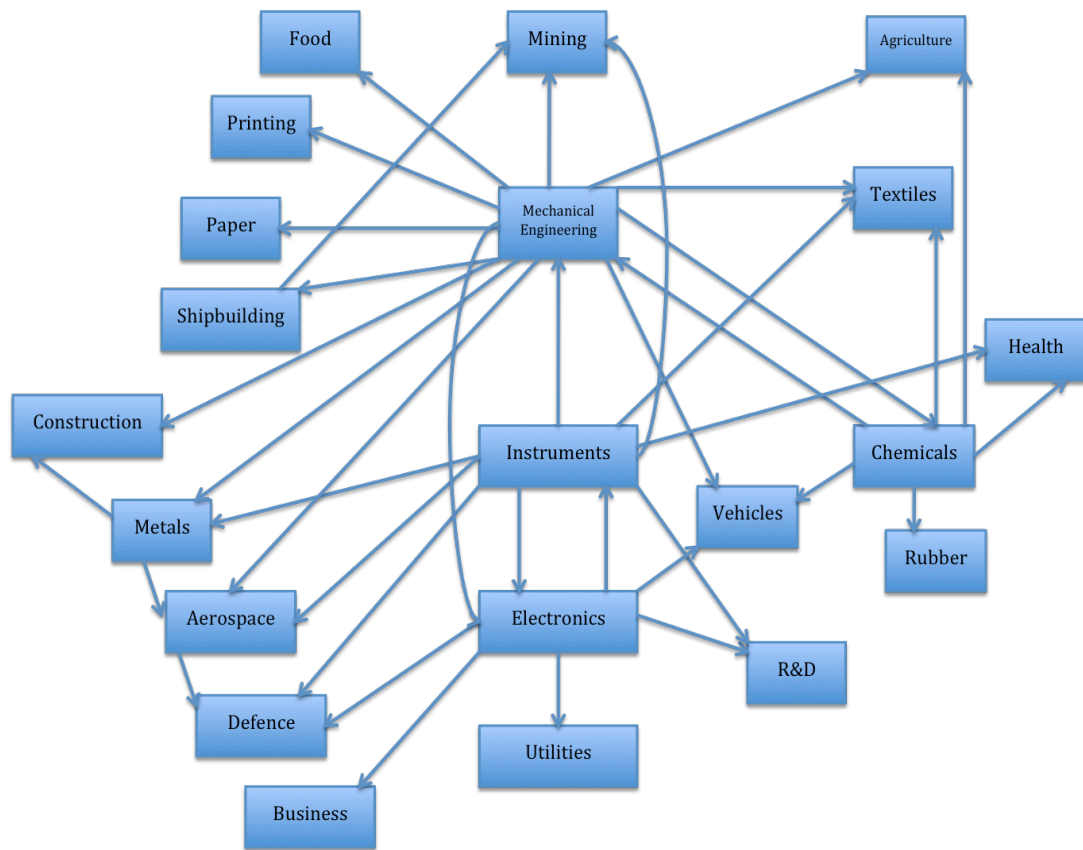 Food
Mining
Agriculture
Printing
Textiles
Paper
Mechanical
Engineering
Shipbuilding
Health
Construction
Instruments
Chemicals
Metals
Vehicles
Rubber
Aerospace
Electronics
R&D
Defence
Utilities
Business